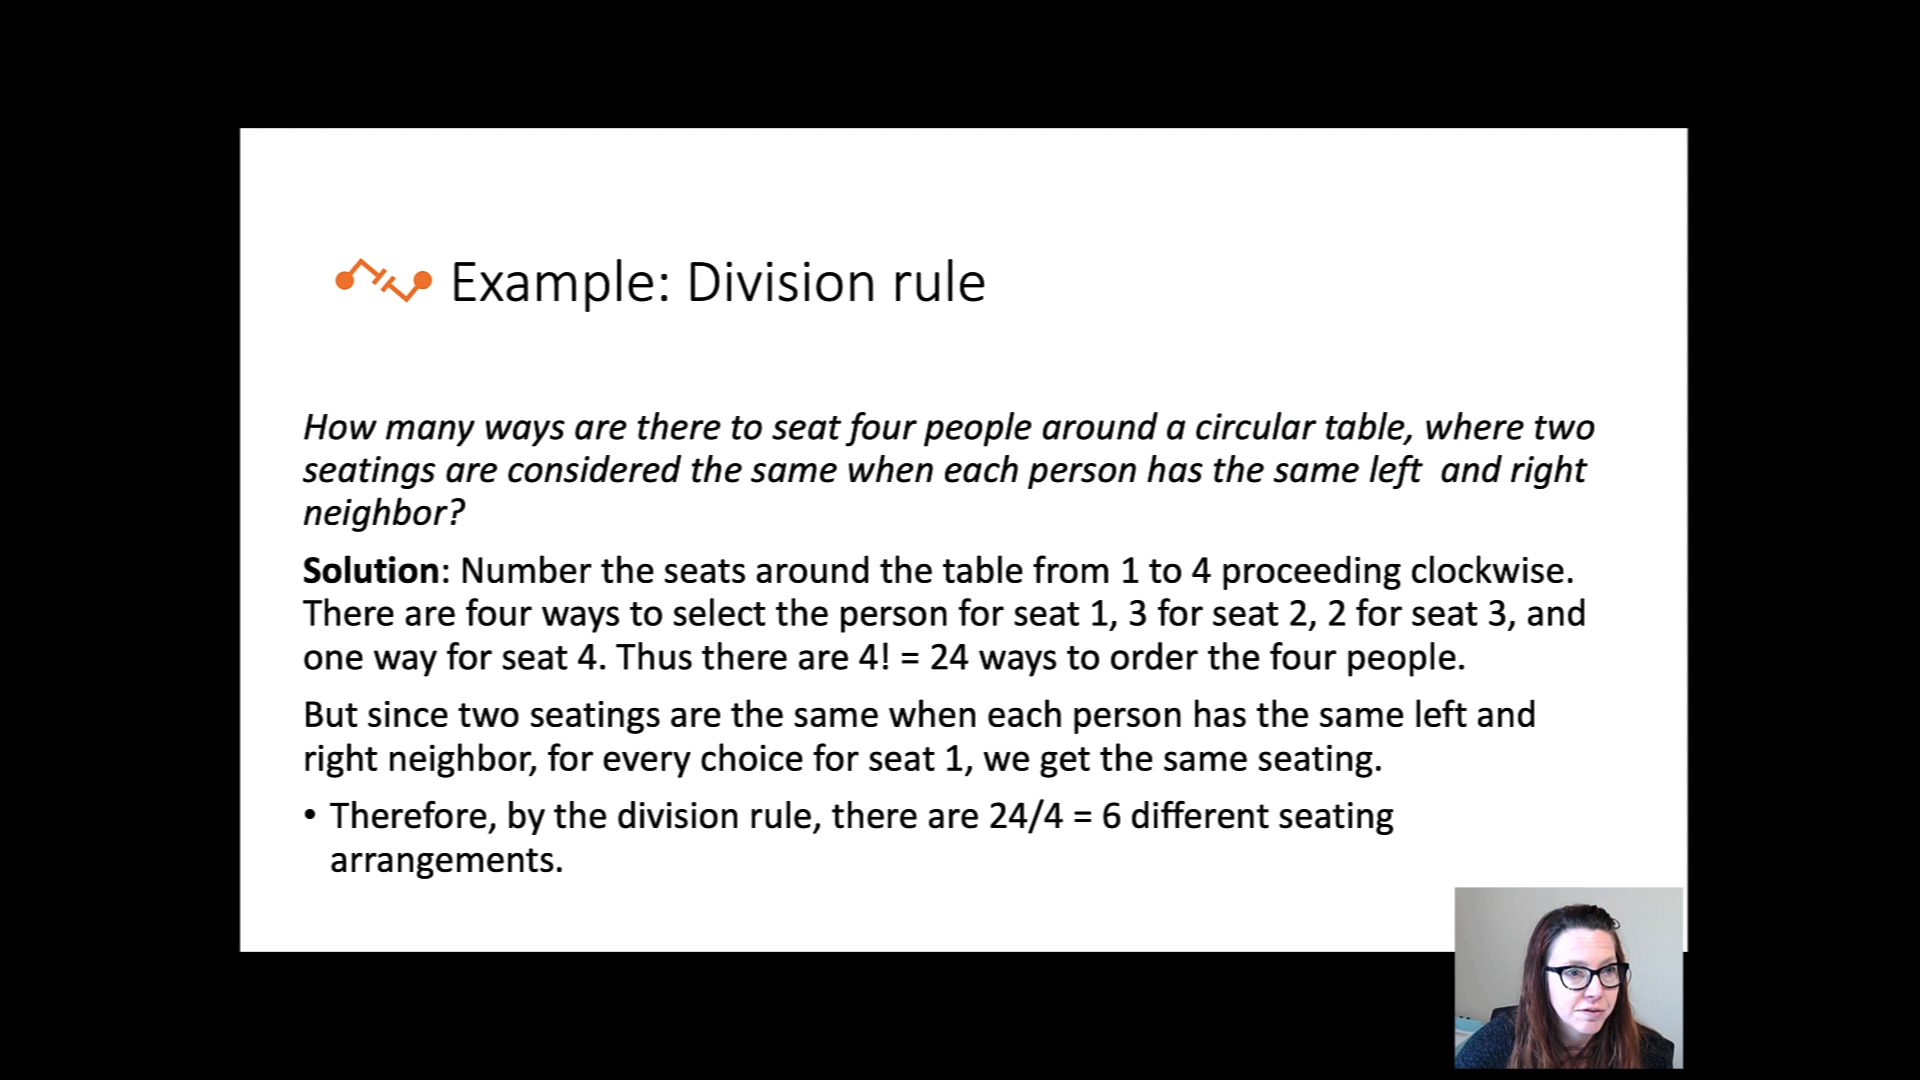 Example: Division rule
How many ways are there to seat four people around a circular table, where two
seatings are considered the same when each person has the same left  and right
neighbor?
Solution: Number the seats around the table from 1 to 4 proceeding clockwise.
There are four ways to select the person for seat 1, 3 for seat 2, 2 for seat 3, and
one way for seat 4. Thus there are 4! = 24 ways to order the four people.
But since two seatings are the same when each person has the same left and
right neighbor, for every choice for seat 1, we get the same seating.
• Therefore, by the division rule, there are 24/4 = 6 different seating
arrangements.